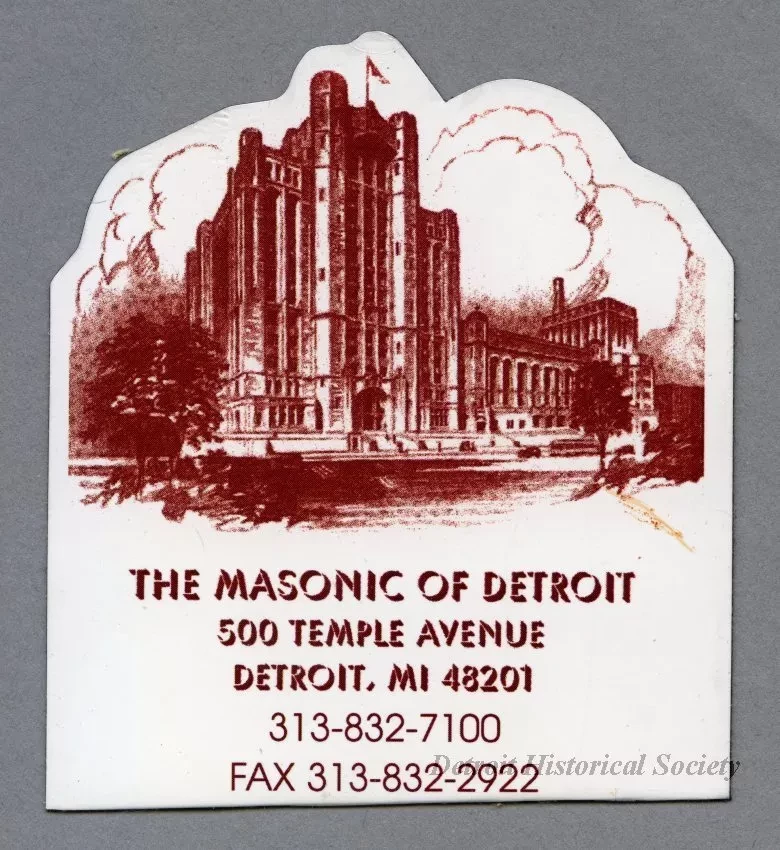 THE MASONIC OF DETROIT
500 TEMPLE AVENUE
DETROIT, MI 48201
313-832-7100
FAX 313-832-2922
Detroit Historical Society